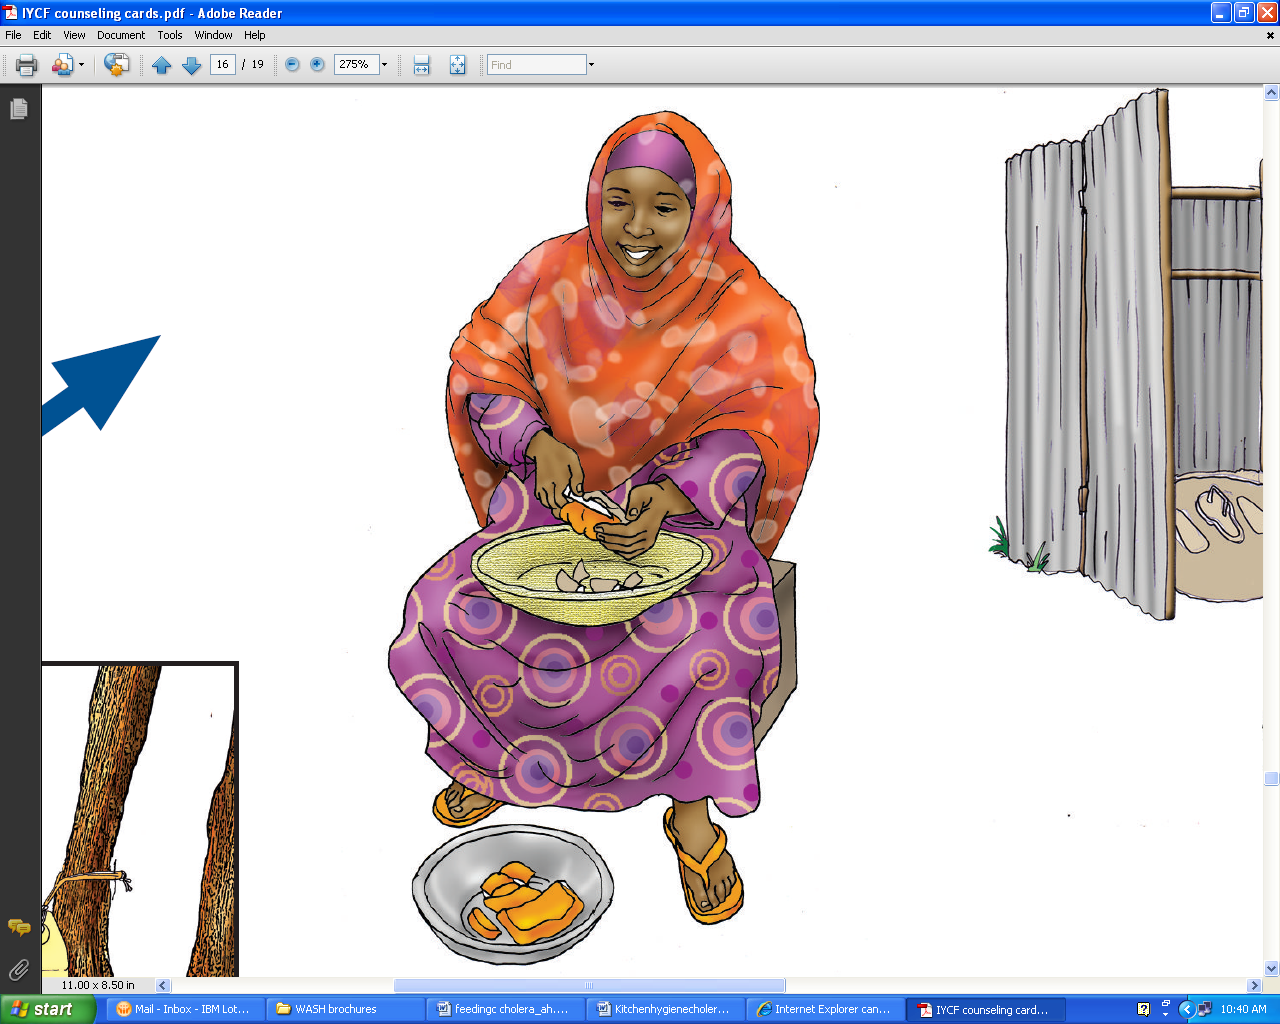 IYCF counseling cards.pdf - Adobe Reader
File Edit View Document Tools Window Help
16 / 19 275% Find
11.00 x 8.50 in
start Mail - Inbox - IBM Lot... WASH brochures feedingc cholera_ah.... Kitchenhygienecholer... Internet Explorer can... IYCF counseling card... 10:40 AM